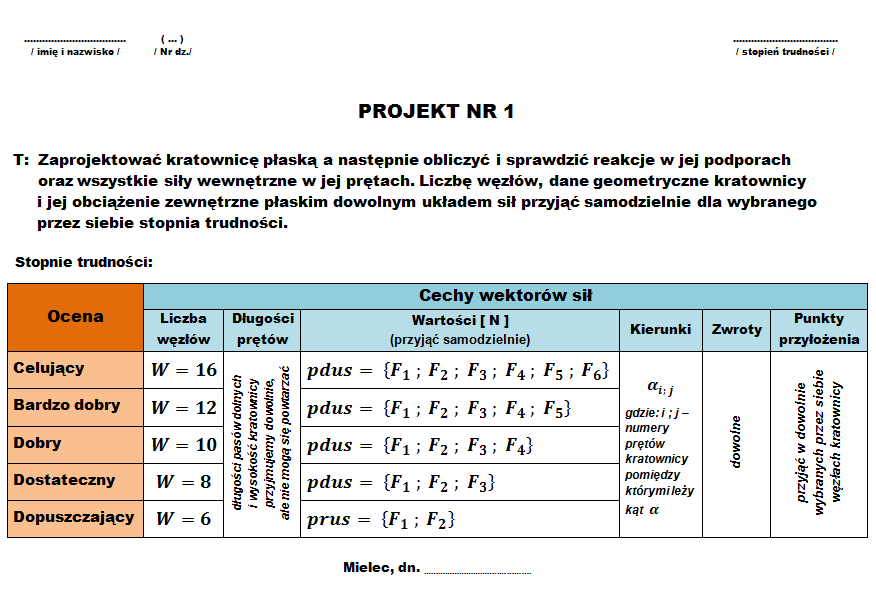 ................................... ( ... ) ...................................
/ imię i nazwisko / / Nr dz./ / stopień trudności /
PROJEKT NR 1
T: Zaprojektować kratownicę płaską a następnie obliczyć i sprawdzić reakcje w jej podporach
oraz wszystkie siły wewnętrzne w jej prętach. Liczbę węzłów, dane geometryczne kratownicy
i jej obciążenie zewnętrzne płaskim dowolnym układem sił przyjąć samodzielnie dla wybranego
przez siebie stopnia trudności.
Stopnie trudności:
Ocena
Cechy wektorów sił
Liczba
węzłów
Długości
prętów
Wartości [ N ]
(przyjąć samodzielnie)
Kierunki
Zwroty
Punkty
przyłożenia
Celujący
W = 16
długości pasów dolnych
i wysokość kratownicy
przyjmujemy dowolnie,
ale nie mogą się powtarzać
pdus = {F₁ ; F₂ ; F₃ ; F₄ ; F₅ ; F₆}
α i; j
gdzie: i ; j –
numery
prętów
kratownicy
pomiędzy
którymi leży
kąt α
dowolne
przyjąć w dowolnie
wybranych przez siebie
węzłach kratownicy
Bardzo dobry
W = 12
pdus = {F₁ ; F₂ ; F₃ ; F₄ ; F₅}
Dobry
W = 10
pdus = {F₁ ; F₂ ; F₃ ; F₄}
Dostateczny
W = 8
pdus = {F₁ ; F₂ ; F₃}
Dopuszczający
W = 6
prus = {F₁ ; F₂}
Mielec, dn. .......................................